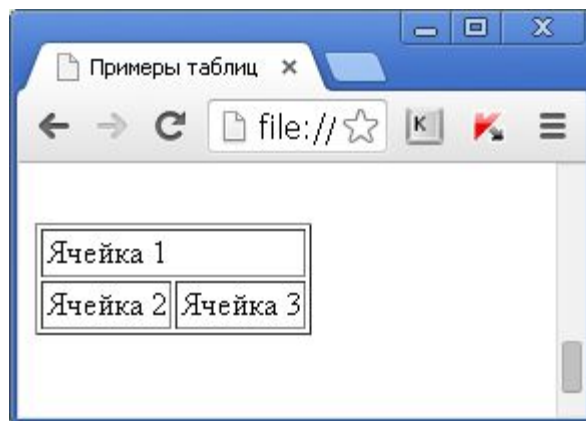 Примеры таблиц
file://
K
Ячейка 1
Ячейка 2 Ячейка 3